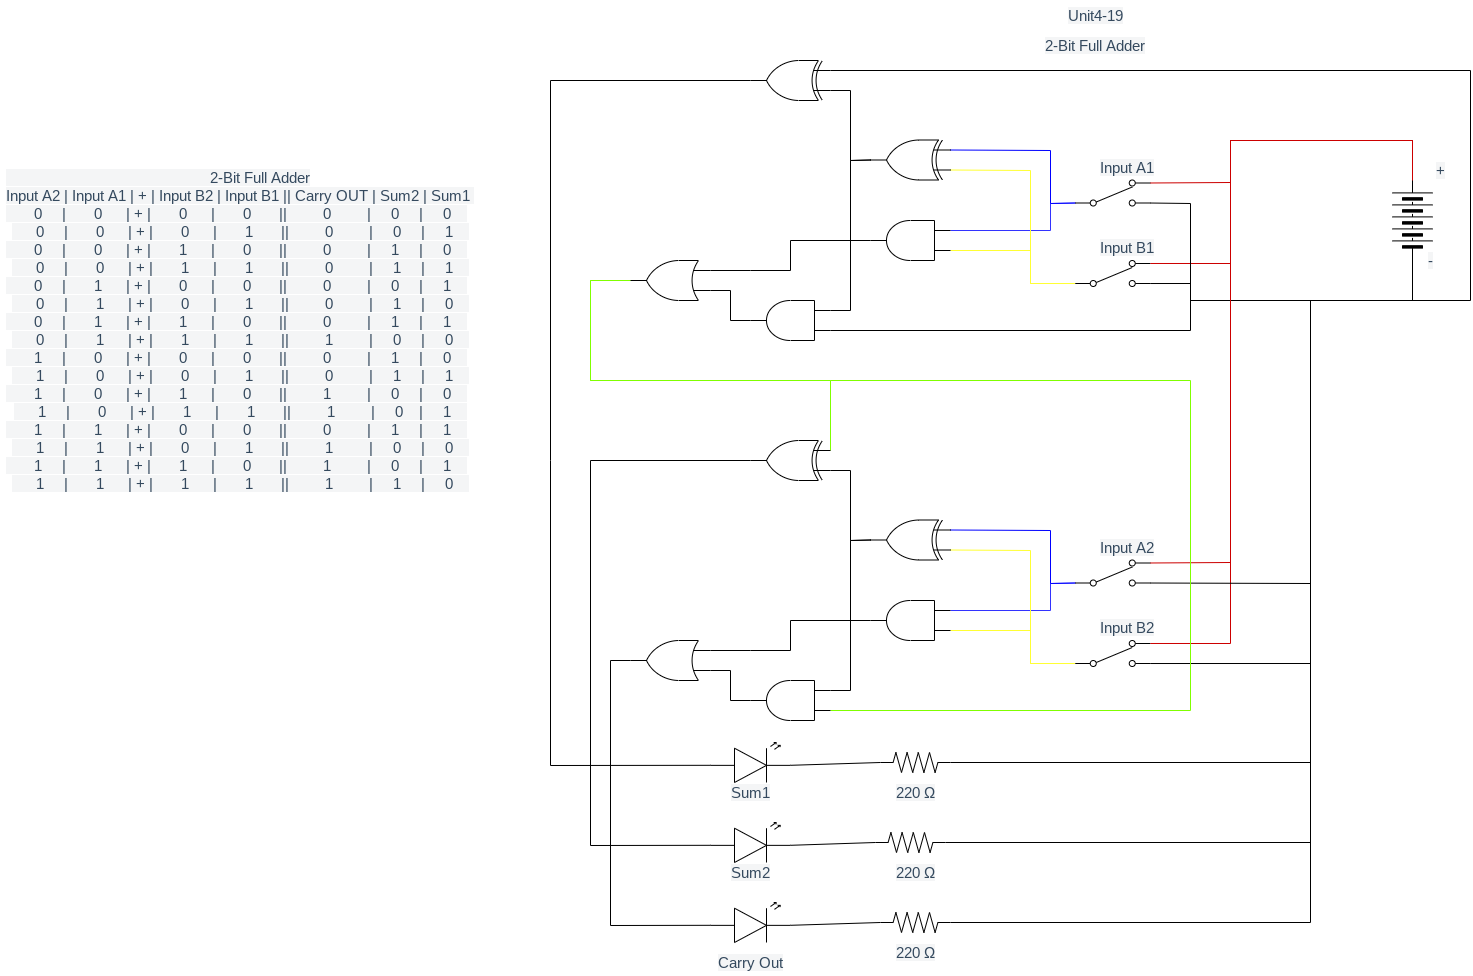 Unit4-19
2-Bit Full Adder
Input A1
+
Input B1
-
2-Bit Full Adder
Input A2 | Input A1 | + | Input B2 | Input B1 || Carry OUT | Sum2 | Sum1
0 | 0 | + | 0 | 0 || 0 | 0 | 0
0 | 0 | + | 0 | 1 || 0 | 0 | 1
0 | 0 | + | 1 | 0 || 0 | 1 | 0
0 | 0 | + | 1 | 1 || 0 | 1 | 1
0 | 1 | + | 0 | 0 || 0 | 0 | 1
0 | 1 | + | 0 | 1 || 0 | 1 | 0
0 | 1 | + | 1 | 0 || 0 | 1 | 1
0 | 1 | + | 1 | 1 || 1 | 0 | 0
1 | 0 | + | 0 | 0 || 0 | 1 | 0
1 | 0 | + | 0 | 1 || 0 | 1 | 1
1 | 0 | + | 1 | 0 || 1 | 0 | 0
1 | 0 | + | 1 | 1 || 1 | 0 | 1
1 | 1 | + | 0 | 0 || 0 | 1 | 1
1 | 1 | + | 0 | 1 || 1 | 0 | 0
1 | 1 | + | 1 | 0 || 1 | 0 | 1
1 | 1 | + | 1 | 1 || 1 | 1 | 0
Input A2
Input B2
Sum1
220 Ω
Sum2
220 Ω
Carry Out
220 Ω